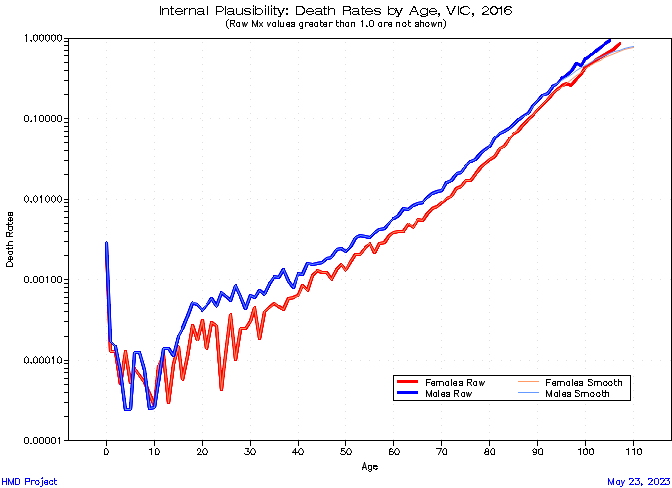 Internal Plausibility: Death Rates by Age, VIC, 2016
(Raw Mx values greater than 1.0 are not shown)
1.00000
0.10000
0.01000
0.00100
0.00010
0.00001
Death Rates
0 10 20 30 40 50 60 70 80 90 100 110
Age
Females Raw Females Smooth
Males Raw Males Smooth
HMD Project May 23, 2023